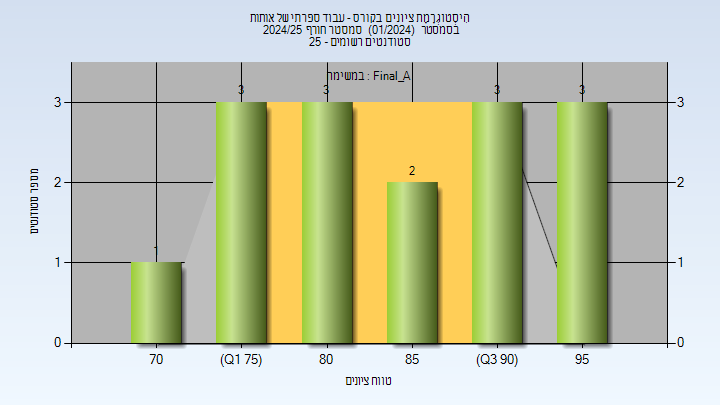 היסטוגרמת ציונים בקורס - עבוד ספרתי של אותות
בסמסטר (01/2024) סמסטר חורף 2024/25
סטודנטים רשומים - 25
במשימה : Final_A
3 3 3 3
2
1
מספר סטודנטים
3
2
1
0
3
2
1
0
70 (Q1 75) 80 85 (Q3 90) 95
טווח ציונים